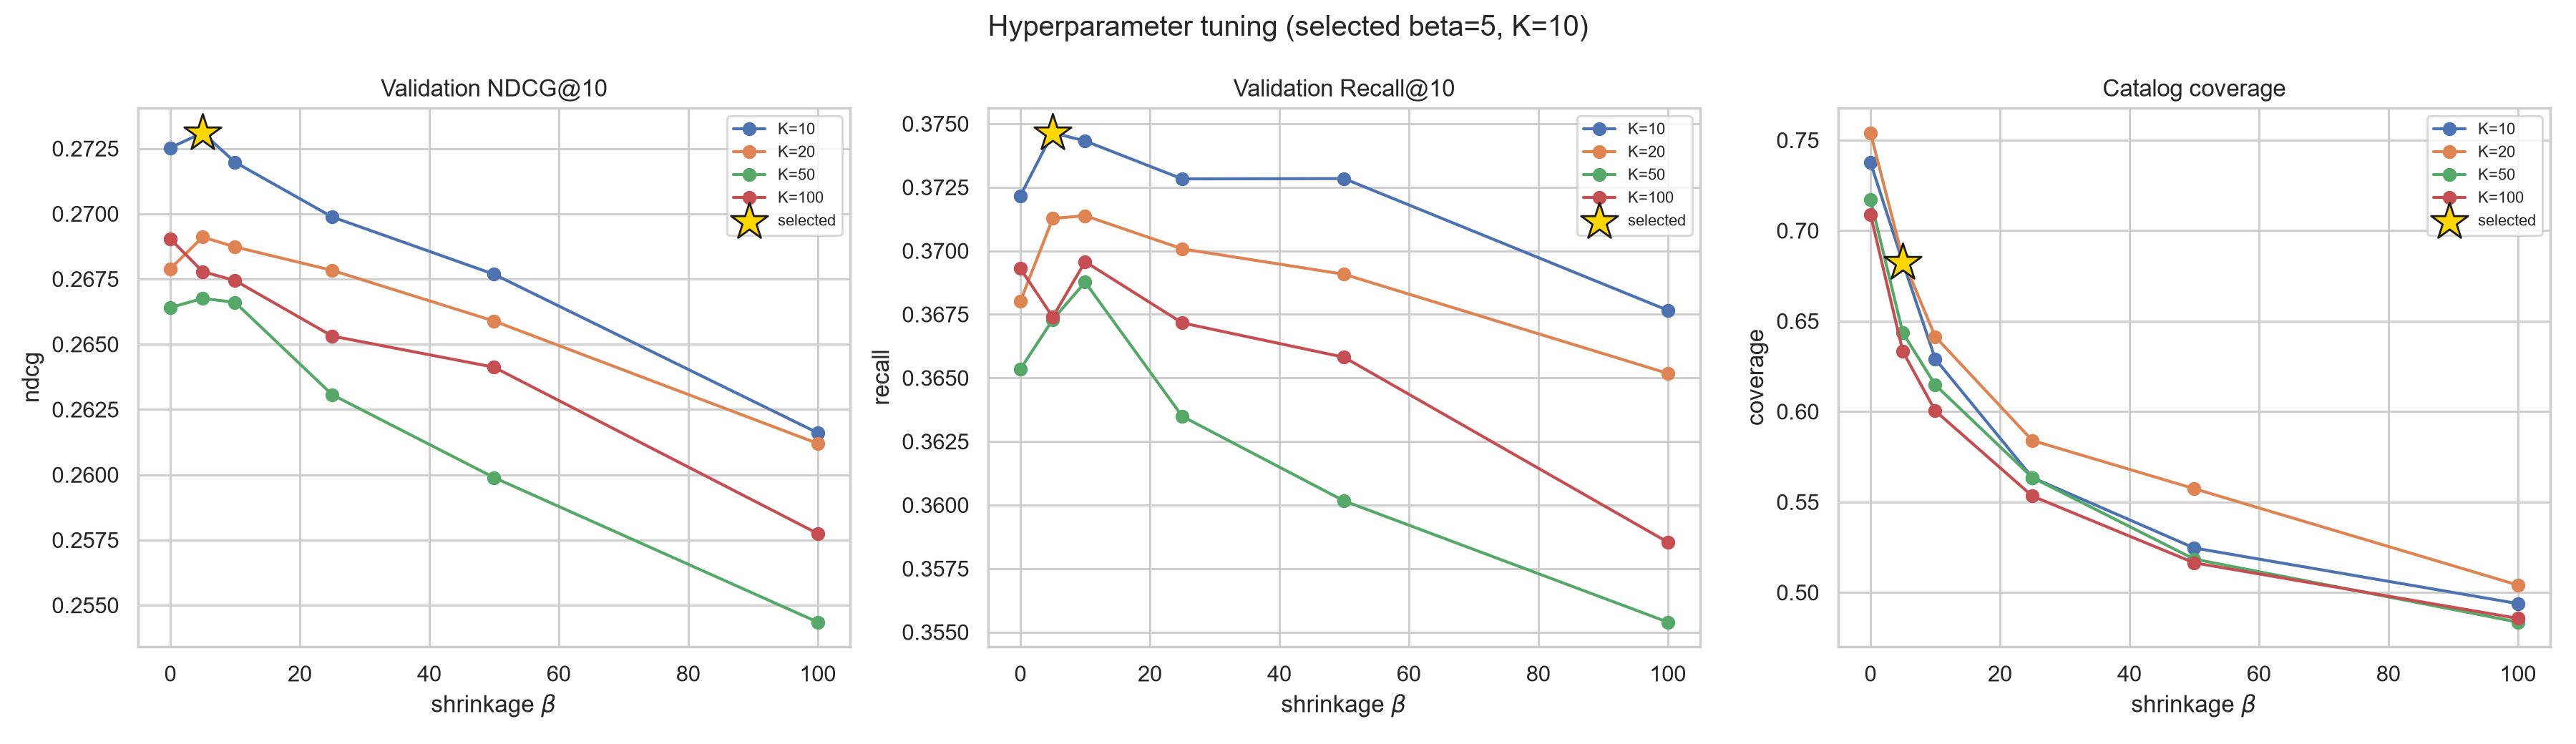 Hyperparameter tuning (selected beta=5, K=10)
Validation NDCG@10
ndcg
0.2725
0.2700
0.2675
0.2650
0.2625
0.2600
0.2575
0.2550
K=10
K=20
K=50
K=100
selected
0 20 40 60 80 100
shrinkage β
Validation Recall@10
recall
0.3750
0.3725
0.3700
0.3675
0.3650
0.3625
0.3600
0.3575
0.3550
K=10
K=20
K=50
K=100
selected
0 20 40 60 80 100
shrinkage β
Catalog coverage
coverage
0.75
0.70
0.65
0.60
0.55
0.50
K=10
K=20
K=50
K=100
selected
0 20 40 60 80 100
shrinkage β